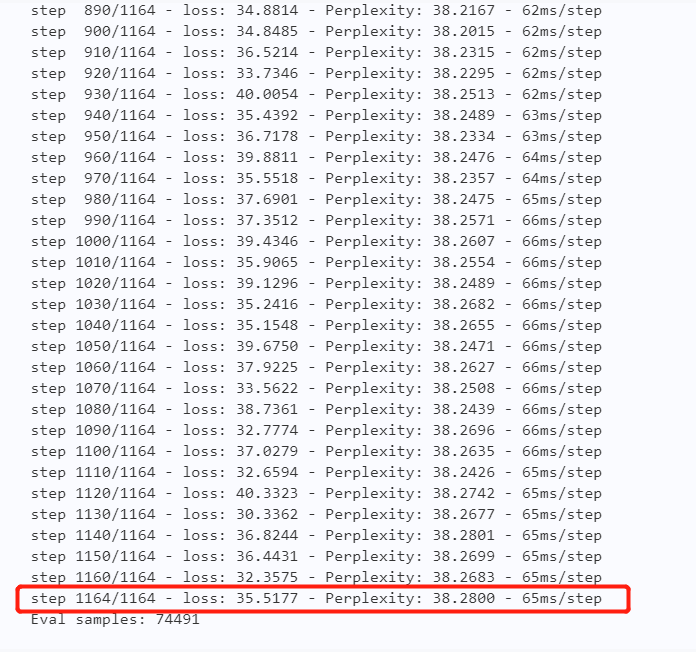 step  890/1164 - loss: 34.8814 - Perplexity: 38.2167 - 62ms/step
step  900/1164 - loss: 34.8485 - Perplexity: 38.2015 - 62ms/step
step  910/1164 - loss: 36.5214 - Perplexity: 38.2315 - 62ms/step
step  920/1164 - loss: 33.7346 - Perplexity: 38.2295 - 62ms/step
step  930/1164 - loss: 40.0054 - Perplexity: 38.2513 - 62ms/step
step  940/1164 - loss: 35.4392 - Perplexity: 38.2489 - 63ms/step
step  950/1164 - loss: 36.7178 - Perplexity: 38.2334 - 63ms/step
step  960/1164 - loss: 39.8811 - Perplexity: 38.2476 - 64ms/step
step  970/1164 - loss: 35.5518 - Perplexity: 38.2357 - 64ms/step
step  980/1164 - loss: 37.6901 - Perplexity: 38.2475 - 65ms/step
step  990/1164 - loss: 37.3512 - Perplexity: 38.2571 - 66ms/step
step 1000/1164 - loss: 39.4346 - Perplexity: 38.2607 - 66ms/step
step 1010/1164 - loss: 35.9065 - Perplexity: 38.2554 - 66ms/step
step 1020/1164 - loss: 39.1296 - Perplexity: 38.2489 - 66ms/step
step 1030/1164 - loss: 35.2416 - Perplexity: 38.2682 - 66ms/step
step 1040/1164 - loss: 35.1548 - Perplexity: 38.2655 - 66ms/step
step 1050/1164 - loss: 39.6750 - Perplexity: 38.2471 - 66ms/step
step 1060/1164 - loss: 37.9225 - Perplexity: 38.2627 - 66ms/step
step 1070/1164 - loss: 33.5622 - Perplexity: 38.2508 - 66ms/step
step 1080/1164 - loss: 38.7361 - Perplexity: 38.2439 - 66ms/step
step 1090/1164 - loss: 32.7774 - Perplexity: 38.2696 - 66ms/step
step 1100/1164 - loss: 37.0279 - Perplexity: 38.2635 - 66ms/step
step 1110/1164 - loss: 32.6594 - Perplexity: 38.2426 - 65ms/step
step 1120/1164 - loss: 40.3323 - Perplexity: 38.2742 - 65ms/step
step 1130/1164 - loss: 30.3362 - Perplexity: 38.2677 - 65ms/step
step 1140/1164 - loss: 36.8244 - Perplexity: 38.2801 - 65ms/step
step 1150/1164 - loss: 36.4431 - Perplexity: 38.2699 - 65ms/step
step 1160/1164 - loss: 32.3575 - Perplexity: 38.2683 - 65ms/step
step 1164/1164 - loss: 35.5177 - Perplexity: 38.2800 - 65ms/step
Eval samples: 74491